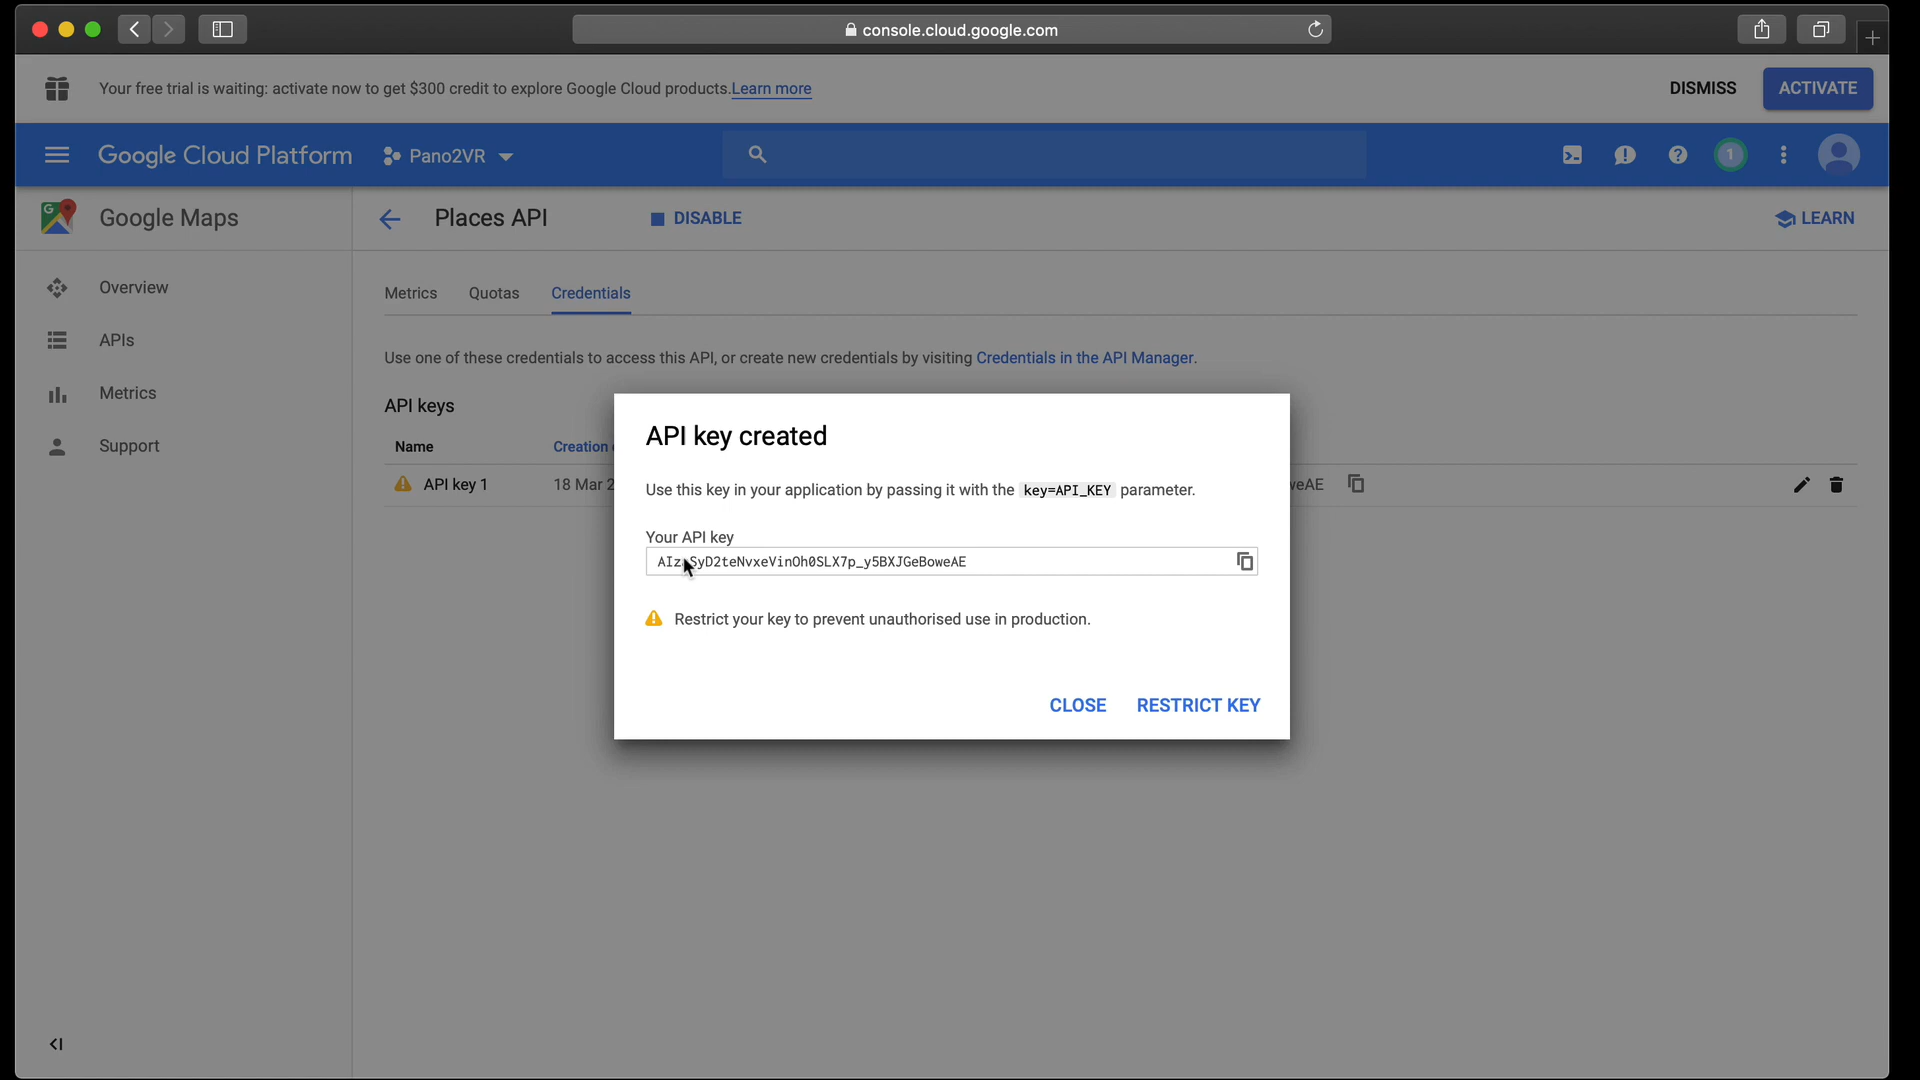 console.cloud.google.com
Your free trial is waiting: activate now to get $300 credit to explore Google Cloud products. Learn more
DISMISS
ACTIVATE
Google Cloud Platform
Pano2VR
1
Google Maps
Places API
DISABLE
LEARN
Overview
APIs
Metrics
Support
Metrics
Quotas
Credentials
Use one of these credentials to access this API, or create new credentials by visiting Credentials in the API Manager.
API keys
Name
Creation
API key 1
18 Mar
API key created
Use this key in your application by passing it with the key=API_KEY parameter.
Your API key
Restrict your key to prevent unauthorised use in production.
CLOSE
RESTRICT KEY